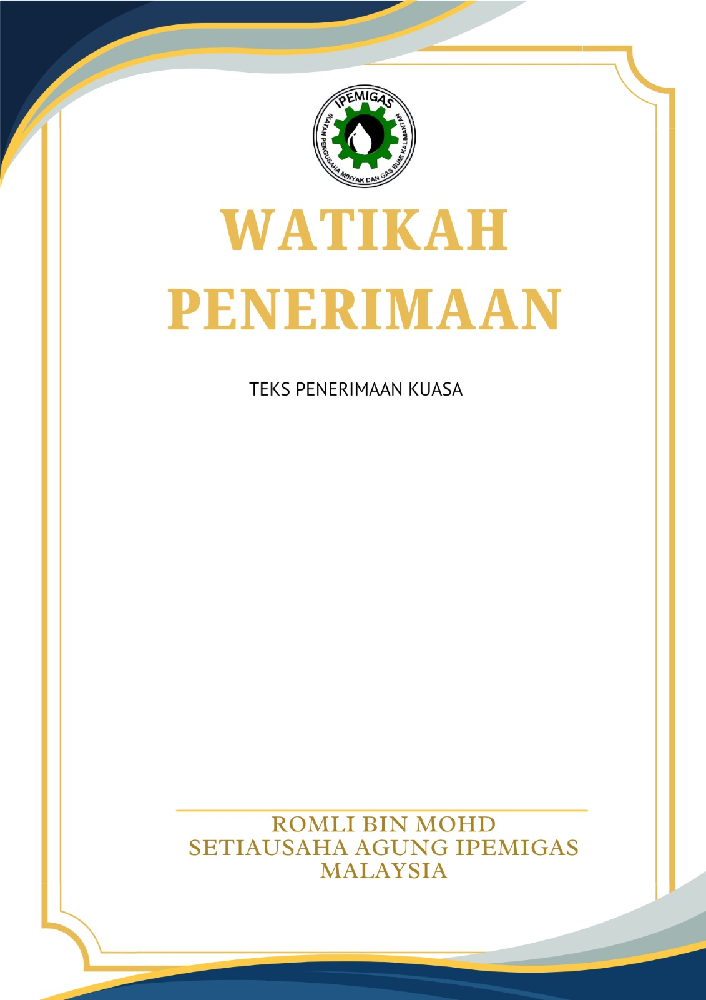 IPEMIGAS
IKATAN PENGUSAHA MINYAK DAN GAS BUMI KALIMANTAN
WATIKAH
PENERIMAAN
TEKS PENERIMAAN KUASA
ROMLI BIN MOHD
SETIAUSAHA AGUNG IPEMIGAS
MALAYSIA